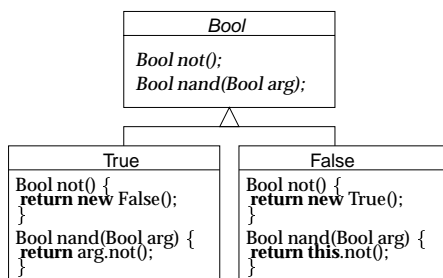 Bool
Bool not();
Bool nand(Bool arg);
True
Bool not() {
return new False();
}
Bool nand(Bool arg) {
return arg.not();
}
False
Bool not() {
return new True();
}
Bool nand(Bool arg) {
return this.not();
}